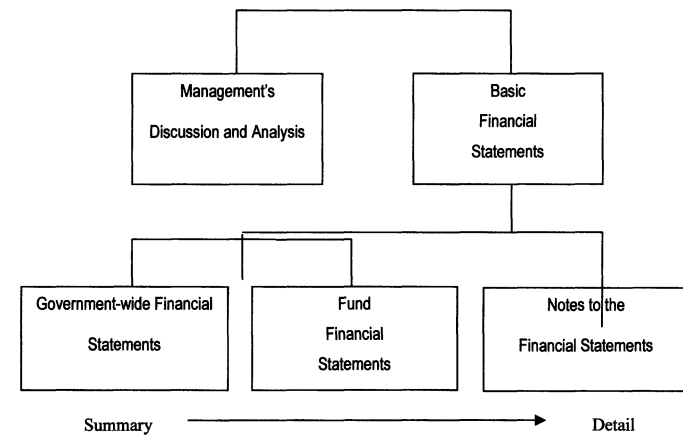 Management's
Discussion and Analysis
Basic
Financial
Statements
Government-wide Financial
Statements
Fund
Financial
Statements
Notes to the
Financial Statements
Summary
Detail